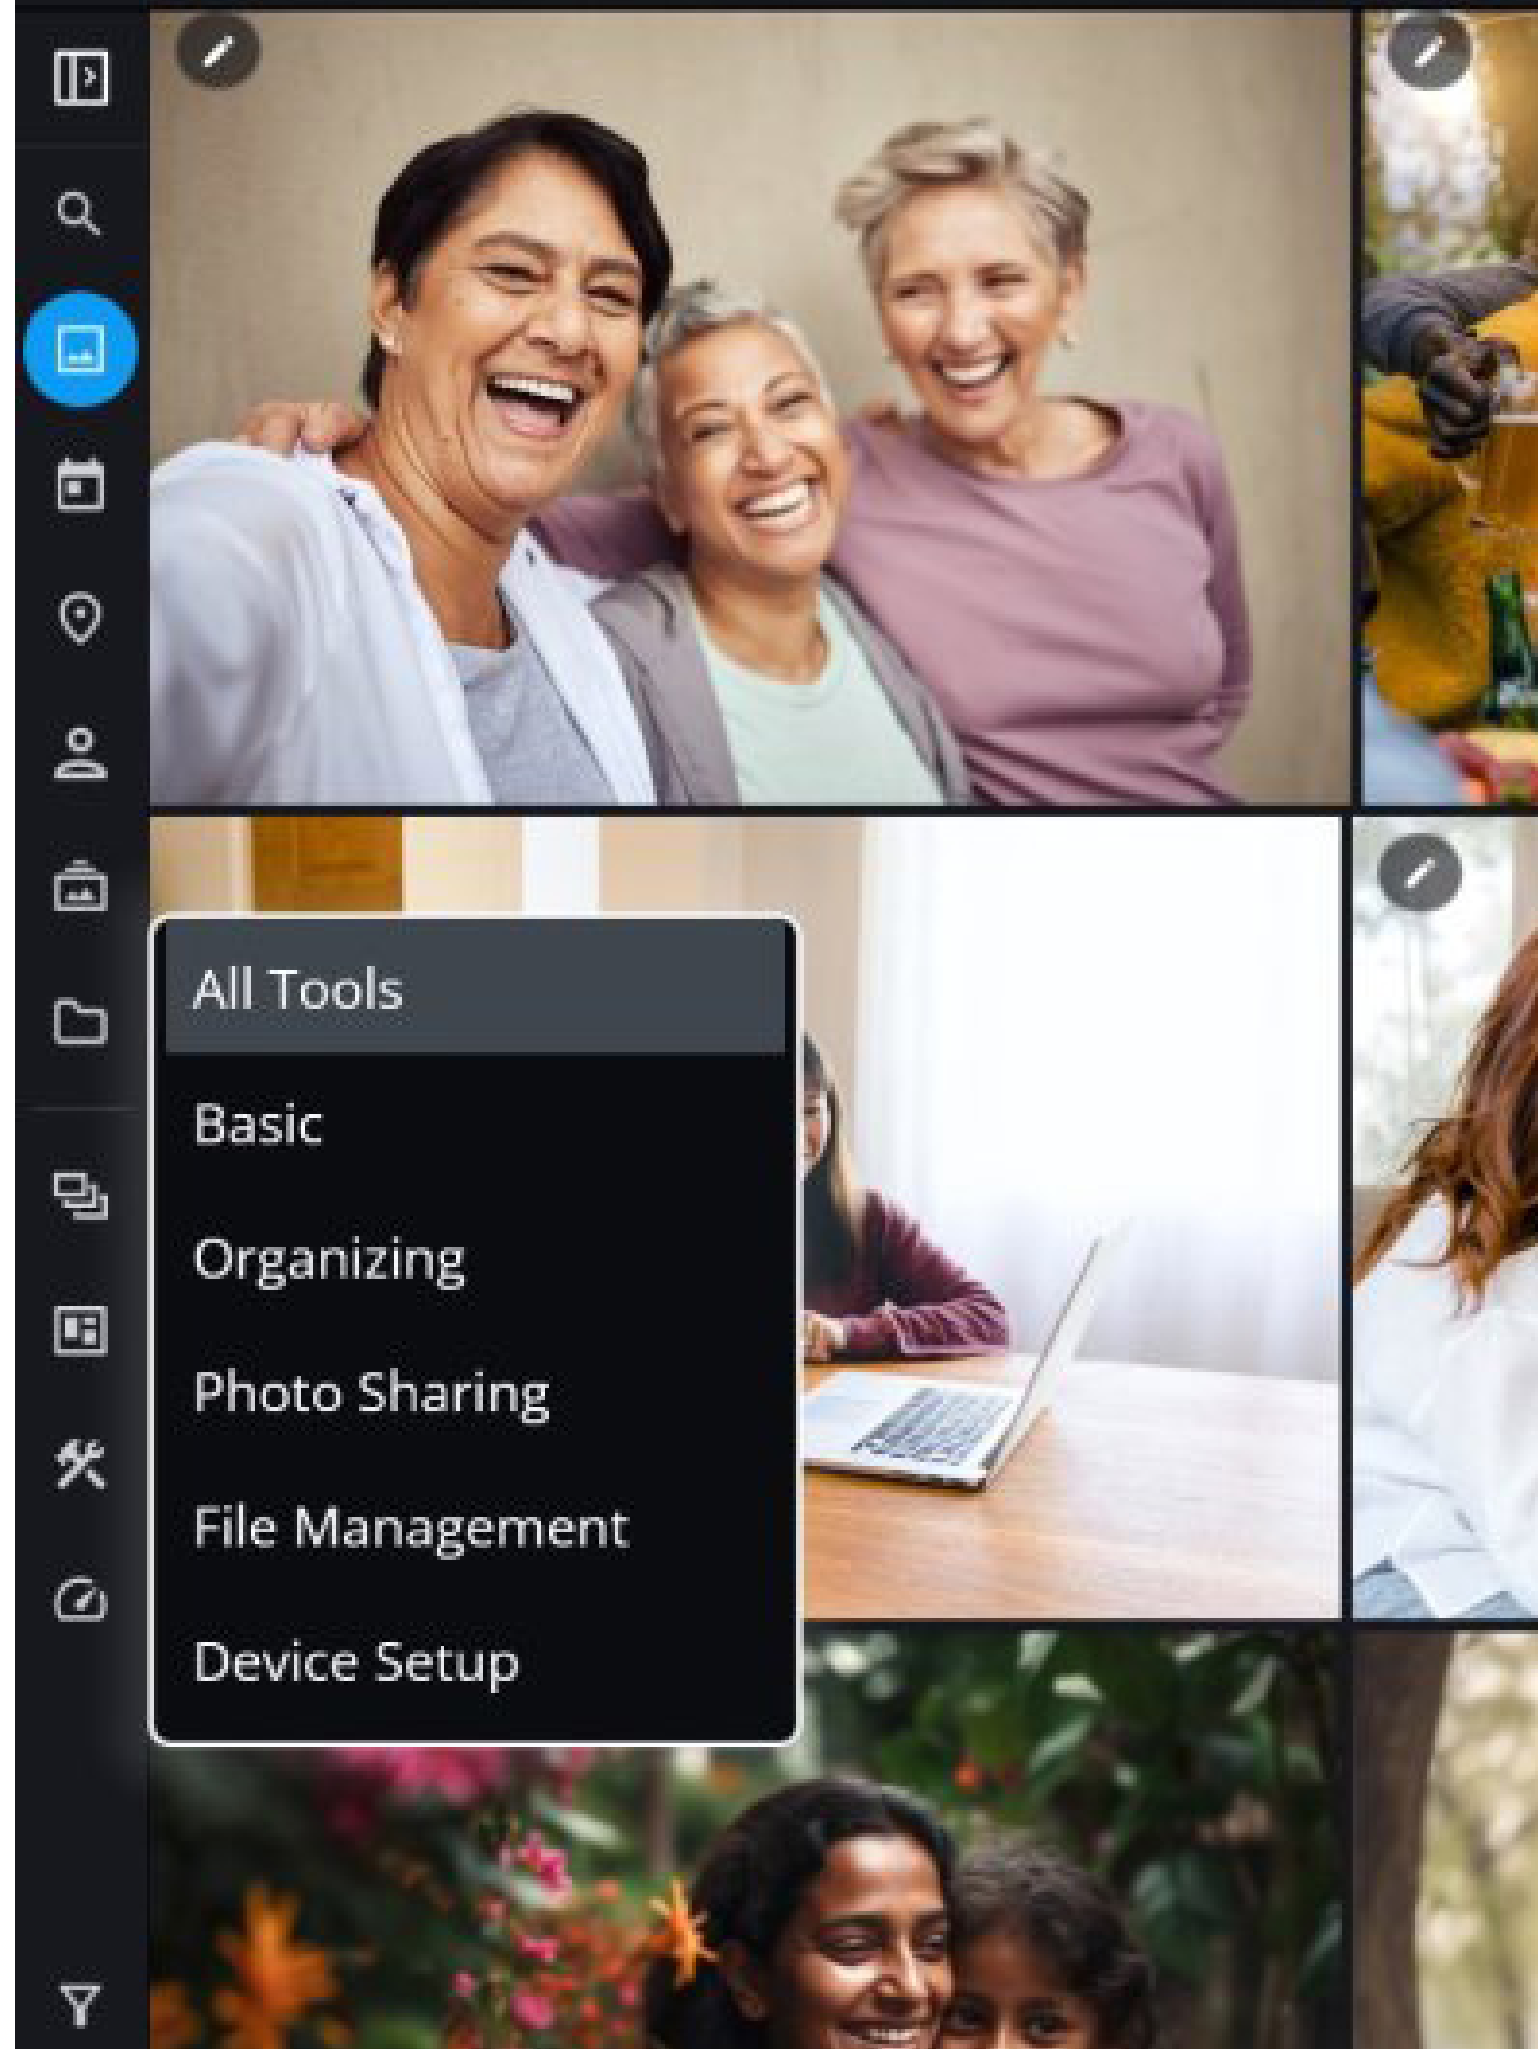 All Tools
Basic
Organizing
Photo Sharing
File Management
Device Setup